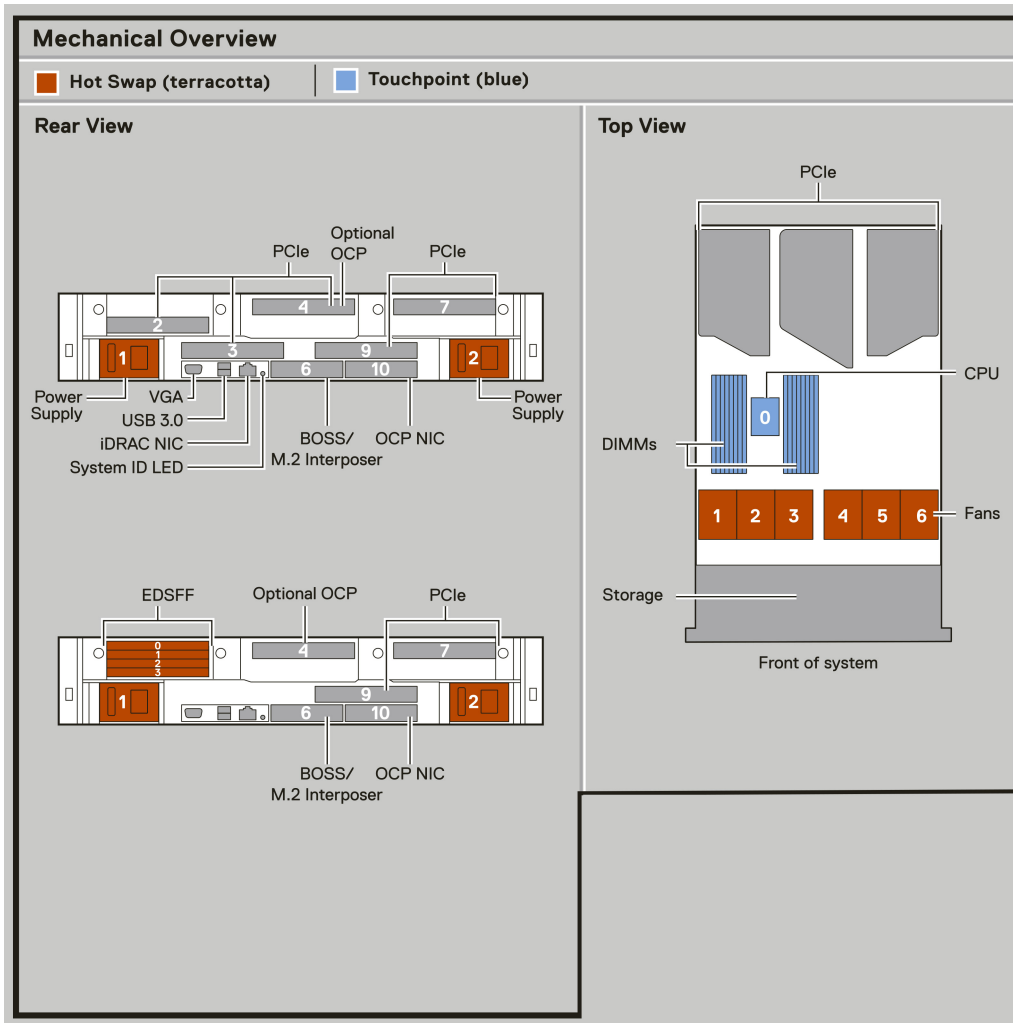 Mechanical Overview
Hot Swap (terracotta)
Touchpoint (blue)
Rear View
Optional
OCP
PCIe
PCIe
4
7
2
3
9
1
2
6
10
Power
Supply
VGA
USB 3.0
iDRAC NIC
System ID LED
BOSS/
M.2 Interposer
OCP NIC
Power
Supply
EDSFF
Optional OCP
PCIe
0
1
2
3
4
7
9
1
2
6
10
BOSS/
M.2 Interposer
OCP NIC
Top View
PCIe
CPU
0
DIMMs
1 2 3 4 5 6
Fans
Storage
Front of system